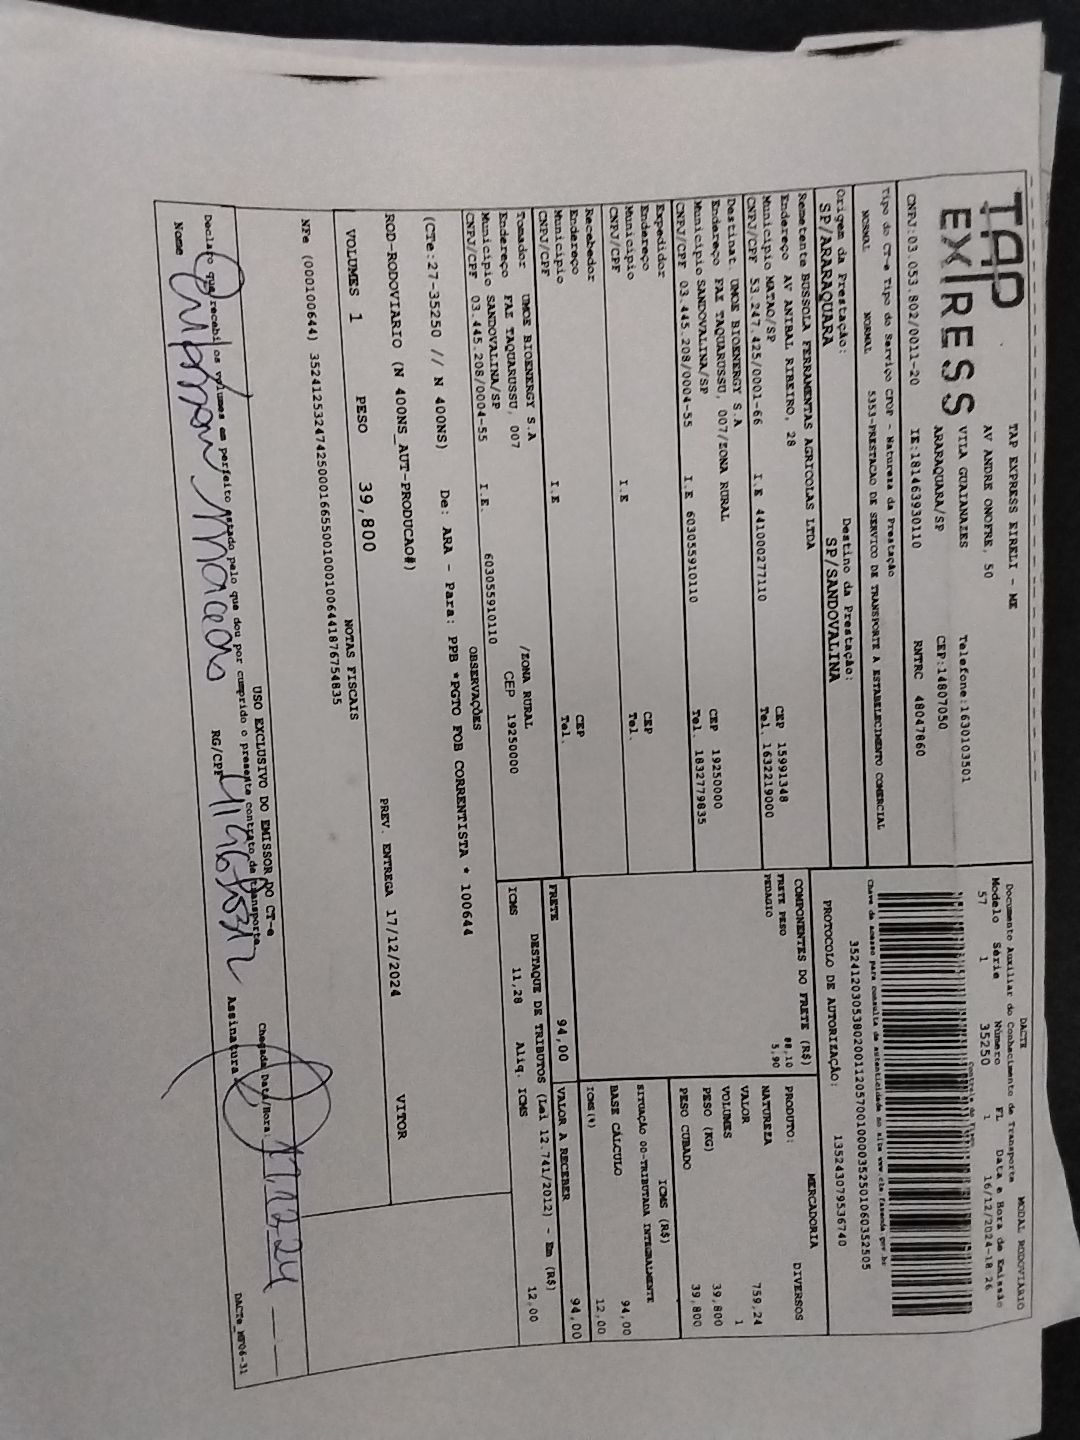 TAP EXPRESS
TAP EXPRESS EIRELI - ME
AV ANDRE ONOFRE, 50
VILA GUAIANAZES
ARARAQUARA/SP
Telefone:1630103501
CEP:14807050
CNPJ:03.053.802/0011-20 IE:181463930110 RNTRC 48047860
Tipo do CT-e Tipo do Serviço CFOP - Natureza da Prestação
NORMAL NORMAL 5353-PRESTACAO DE SERVICO DE TRANSPORTE A ESTABELECIMENTO COMERCIAL
Origem da Prestação: Destino da Prestação:
SP/ARARAQUARA SP/SANDOVALINA
Remetente BUSSOLA FERRAMENTAS AGRICOLAS LTDA
Endereço AV ANIBAL RIBEIRO, 28
Município MATAO/SP CEP 15991348
CNPJ/CPF 53.247.425/0001-66 I.E 441000277110 Tel. 1632219000
Destinat. UMOE BIOENERGY S.A
Endereço FAZ TAQUARUSSU, 007/ZONA RURAL
Município SANDOVALINA/SP CEP 19250000
CNPJ/CPF 03.445.208/0004-55 I.E 603055910110 Tel. 1832779835
Expedidor
Endereço
Município CEP
CNPJ/CPF I.E Tel.
Recebedor
Endereço
Município CEP
CNPJ/CPF I.E Tel.
Tomador UMOE BIOENERGY S.A
Endereço FAZ TAQUARUSSU, 007 /ZONA RURAL
Município SANDOVALINA/SP CEP 19250000
CNPJ/CPF 03.445.208/0004-55 I.E 603055910110
DACTE MODAL RODOVIÁRIO
Documento Auxiliar do Conhecimento de Transporte
Modelo Série Número FL Data e Hora de Emissão
57 1 35250 1 16/12/2024-18 26
Controle do Fisco
Chave de acesso para consulta de autenticidade no site www.cte.fazenda.gov.br
35241203053802001120570010000352501060352505
PROTOCOLO DE AUTORIZAÇÃO: 135243079536740
COMPONENTES DO FRETE (R$)
FRETE PESO 88,10
PEDAGIO 5,90
FRETE 94,00
MERCADORIA
PRODUTO: DIVERSOS
NATUREZA
VALOR 759,24
VOLUMES 1
PESO (KG) 39,800
PESO CUBADO 39,800
ICMS (R$)
SITUAÇÃO 00-TRIBUTADA INTEGRALMENTE
BASE CÁLCULO 94,00
ICMS(%) 12,00
VALOR A RECEBER 94,00
DESTAQUE DE TRIBUTOS (Lei 12.741/2012) - Em (R$)
ICMS 11,28 Alíq. ICMS 12,00
OBSERVAÇÕES
(CTe:27-35250 // N 400NS) De: ARA - Para: PPB *PGTO FOB CORRENTISTA * 100644
ROD-RODOVIARIO (N 400NS_AUT-PRODUCAO#) PREV. ENTREGA 17/12/2024 VITOR
VOLUMES 1 PESO 39,800 NOTAS FISCAIS
NFe (000100644) 35241253247425000166550010001006441876754835
USO EXCLUSIVO DO EMISSOR DO CT-e
Declaro que recebi os volumes em perfeito estado pelo que dou por cumprido o presente contrato de transporte
Chegada Data/Hora: 17.12.24
Nome RG/CPF Assinatura
DACTe_MP06-31